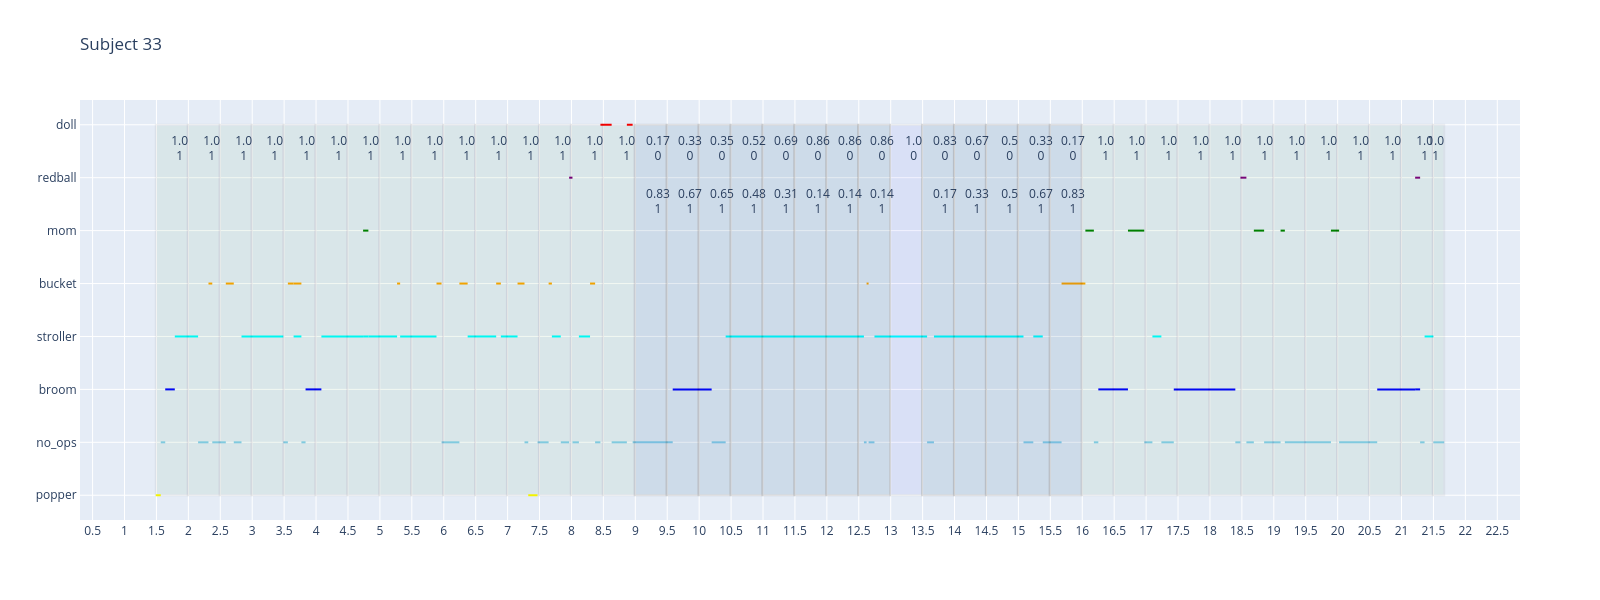 Subject 33
doll
1.0 1.0 1.0 1.0 1.0 1.0 1.0 1.0 1.0 1.0 1.0 1.0 1.0 1.0 1.0 0.17 0.33 0.35 0.52 0.69 0.86 0.86 0.86 1.0 0.83 0.67 0.5 0.33 0.17 1.0 1.0 1.0 1.0 1.0 1.0 1.0 1.0 1.0 1.0 1.0 1.0
1 1 1 1 1 1 1 1 1 1 1 1 1 1 1 0 0 0 0 0 0 0 0 0 0 0 0 0 0 1 1 1 1 1 1 1 1 1 1 1 1
redball
0.83 0.67 0.65 0.48 0.31 0.14 0.14 0.14 0.17 0.33 0.5 0.67 0.83
1 1 1 1 1 1 1 1 1 1 1 1 1
mom
bucket
stroller
broom
no_ops
popper
0.5 1 1.5 2 2.5 3 3.5 4 4.5 5 5.5 6 6.5 7 7.5 8 8.5 9 9.5 10 10.5 11 11.5 12 12.5 13 13.5 14 14.5 15 15.5 16 16.5 17 17.5 18 18.5 19 19.5 20 20.5 21 21.5 22 22.5